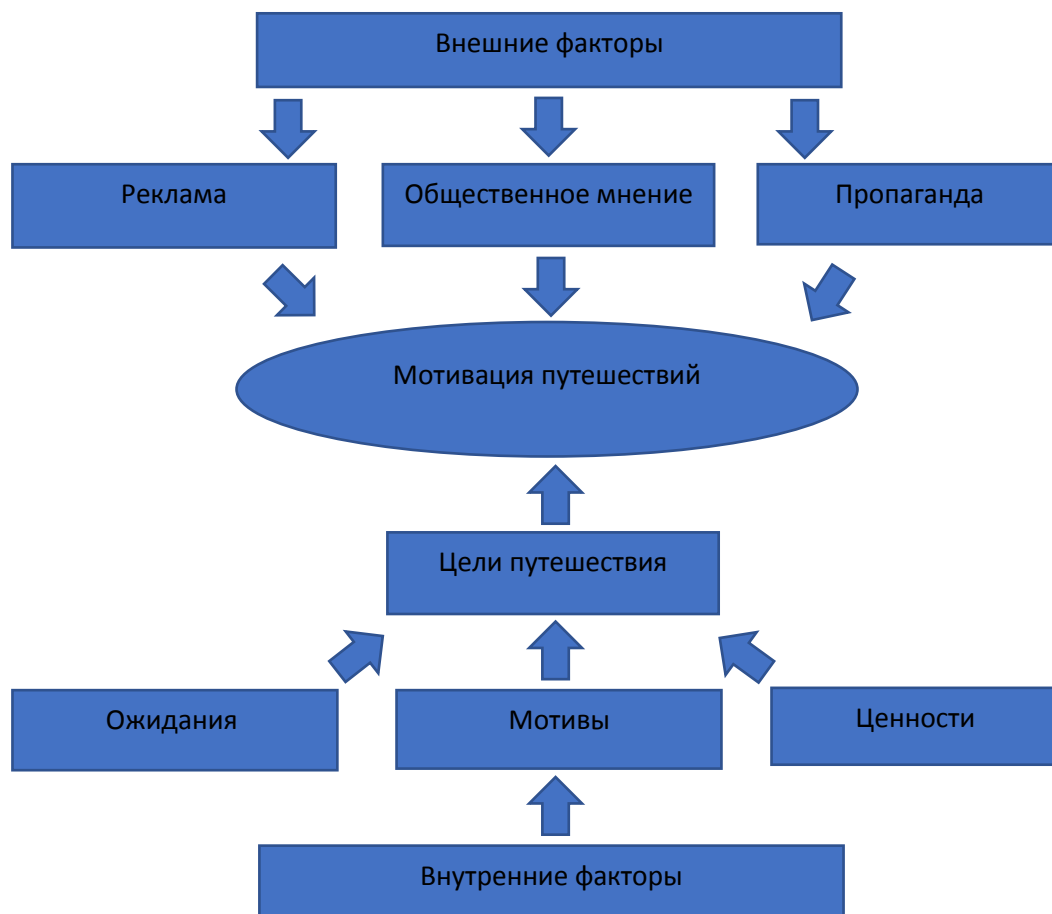 Внешние факторы
Реклама
Общественное мнение
Пропаганда
Мотивация путешествий
Цели путешествия
Ожидания
Мотивы
Ценности
Внутренние факторы